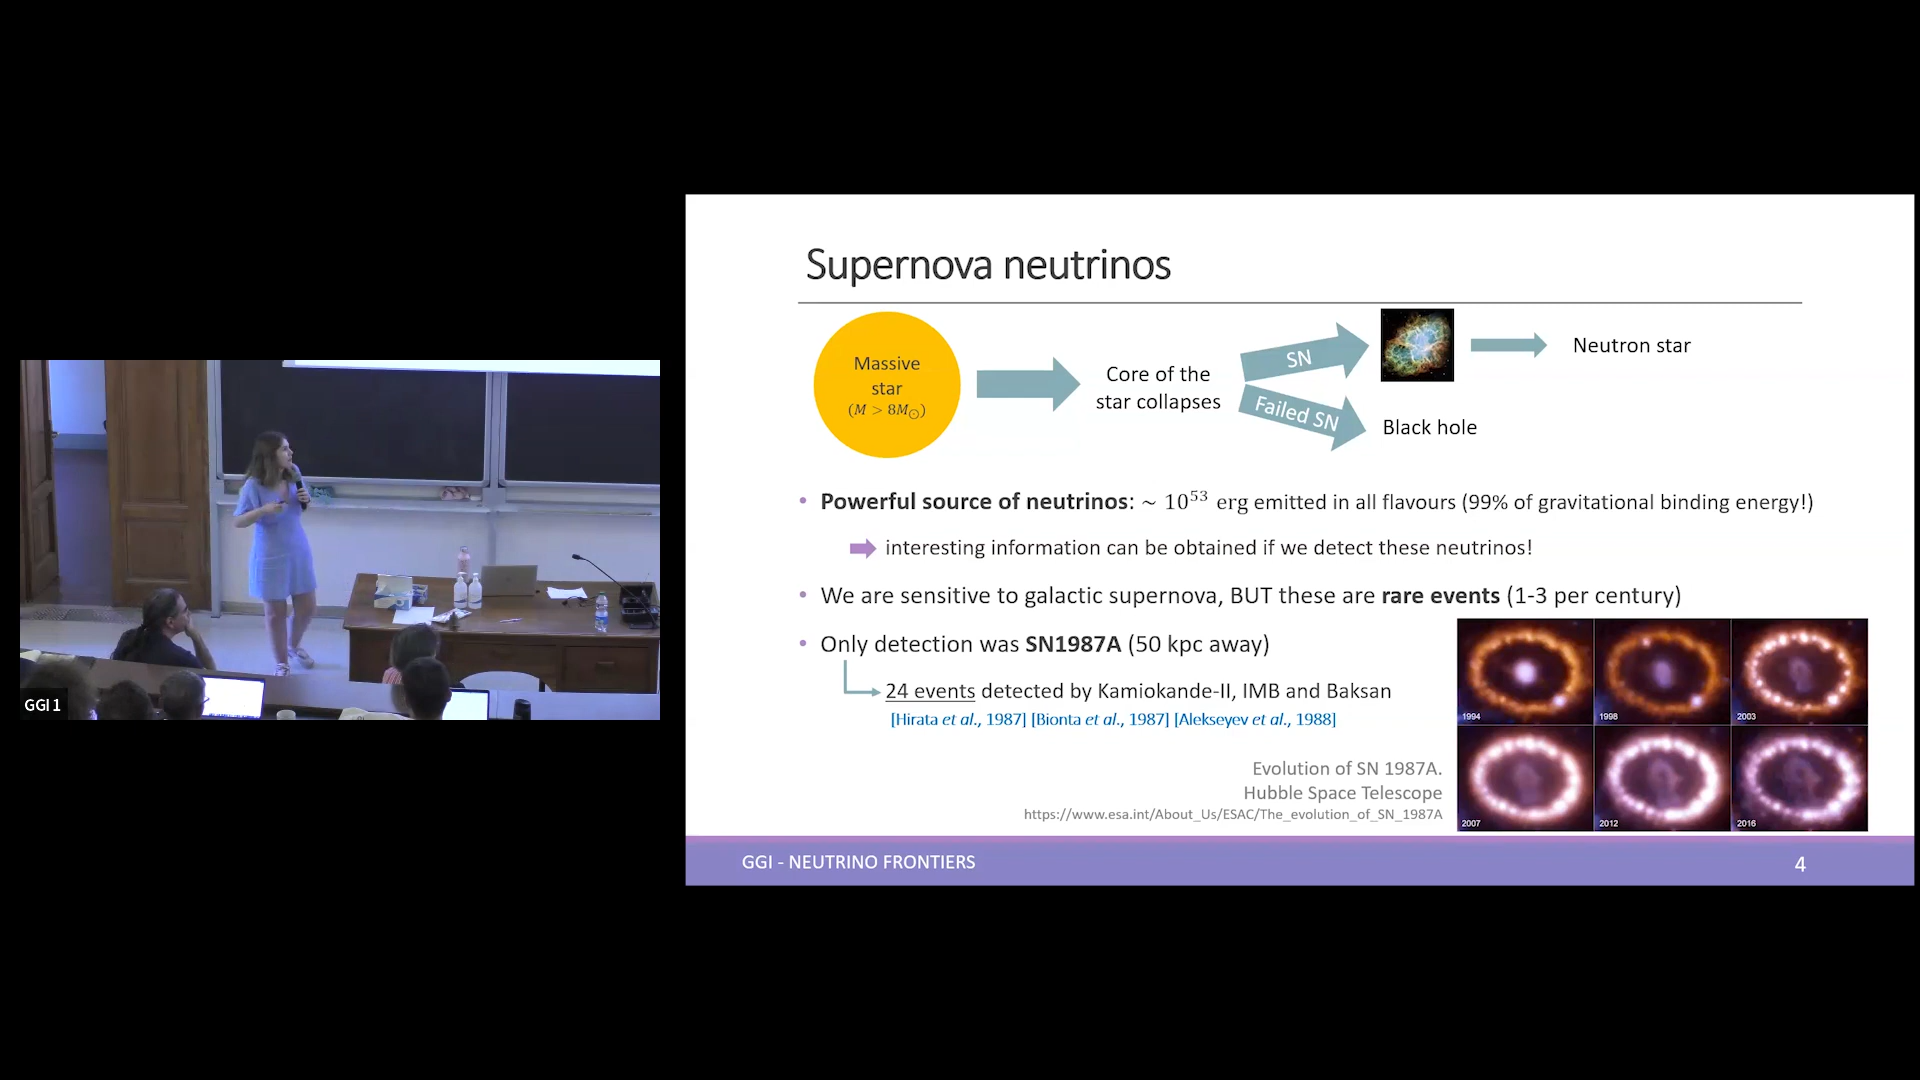 GGI 1
Supernova neutrinos
Massive
star
(M > 8M⊙)
Core of the
star collapses
SN
Failed SN
Neutron star
Black hole
• Powerful source of neutrinos: ~ 10⁵³ erg emitted in all flavours (99% of gravitational binding energy!)
interesting information can be obtained if we detect these neutrinos!
• We are sensitive to galactic supernova, BUT these are rare events (1-3 per century)
• Only detection was SN1987A (50 kpc away)
24 events detected by Kamiokande-II, IMB and Baksan
[Hirata et al., 1987] [Bionta et al., 1987] [Alekseyev et al., 1988]
Evolution of SN 1987A.
Hubble Space Telescope
https://www.esa.int/About_Us/ESAC/The_evolution_of_SN_1987A
1994
1998
2003
2007
2012
2016
GGI - NEUTRINO FRONTIERS
4